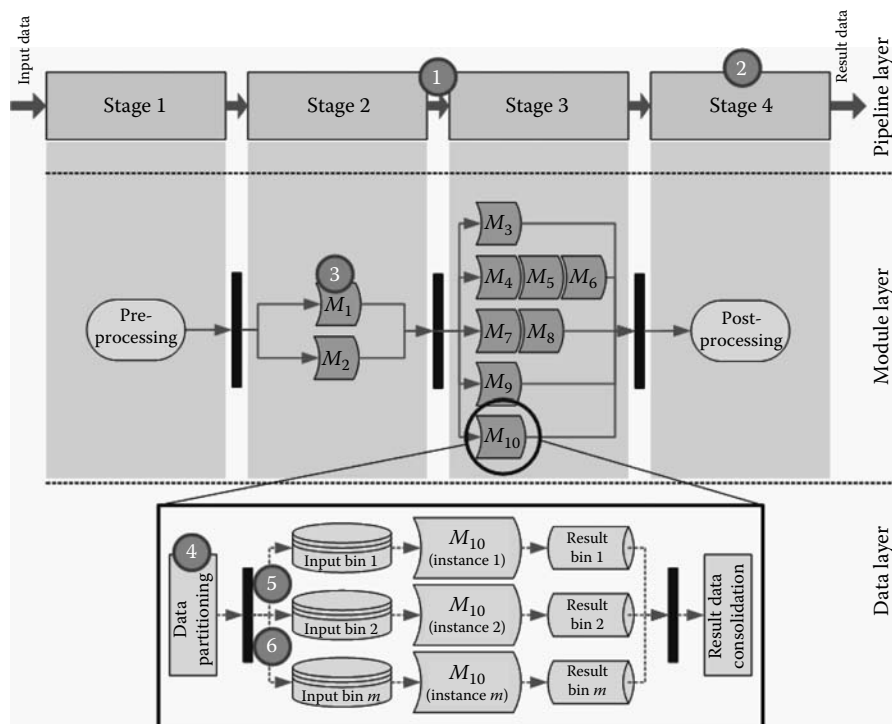 Input data
Result data
Pipeline layer
1
2
Stage 1
Stage 2
Stage 3
Stage 4
Module layer
M3
M4
M5
M6
3
M1
M2
M7
M8
M9
M10
Pre-
processing
Post-
processing
Data layer
4
5
6
Data
partitioning
Input bin 1
M10
(instance 1)
Result
bin 1
Input bin 2
M10
(instance 2)
Result
bin 2
Input bin m
M10
(instance m)
Result
bin m
Result data
consolidation